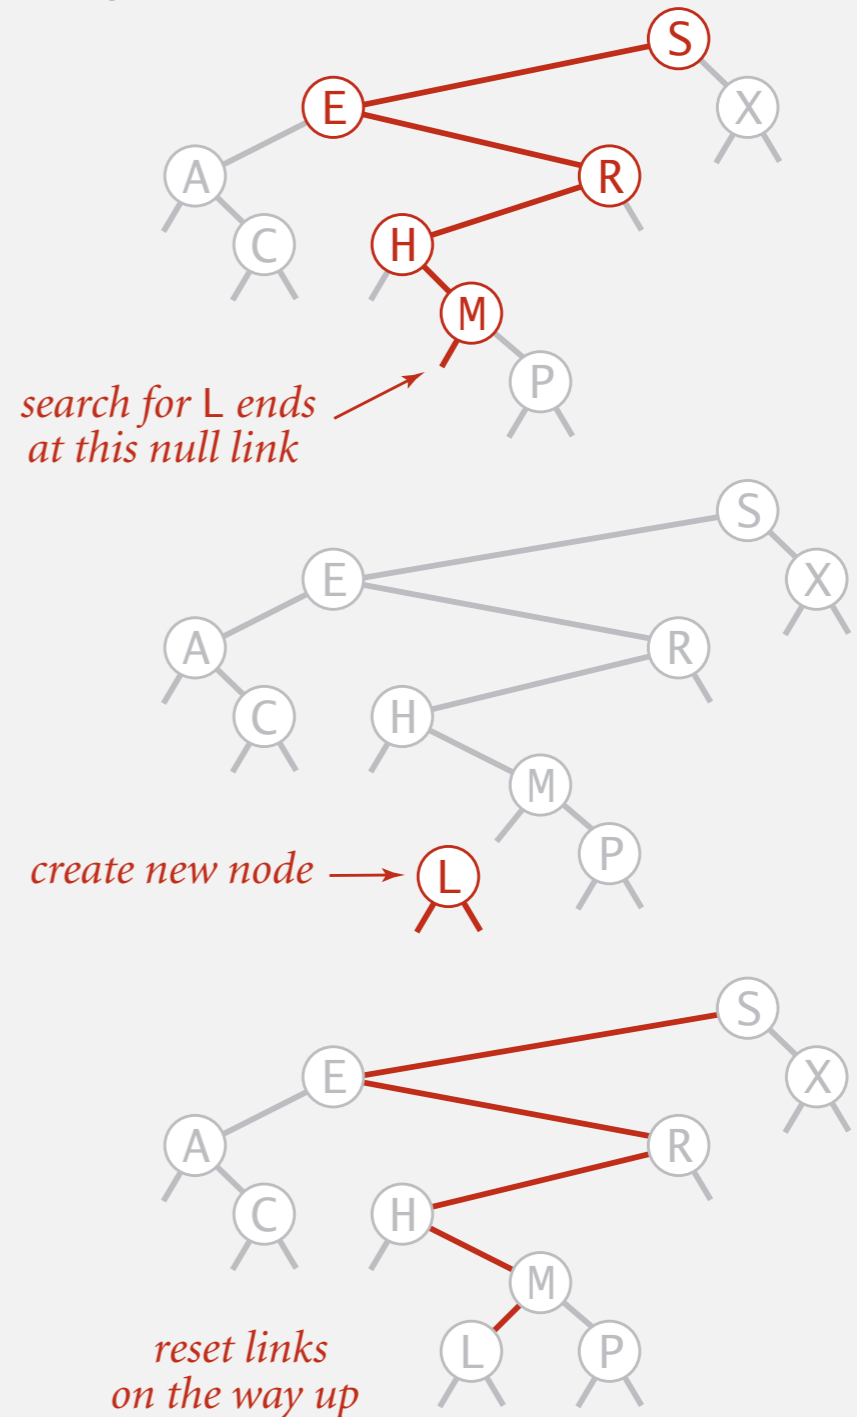 S
E
X
A
R
C
H
M
P
search for L ends
at this null link
S
E
X
A
R
C
H
M
P
create new node
L
S
E
X
A
R
C
H
M
L
P
reset links
on the way up